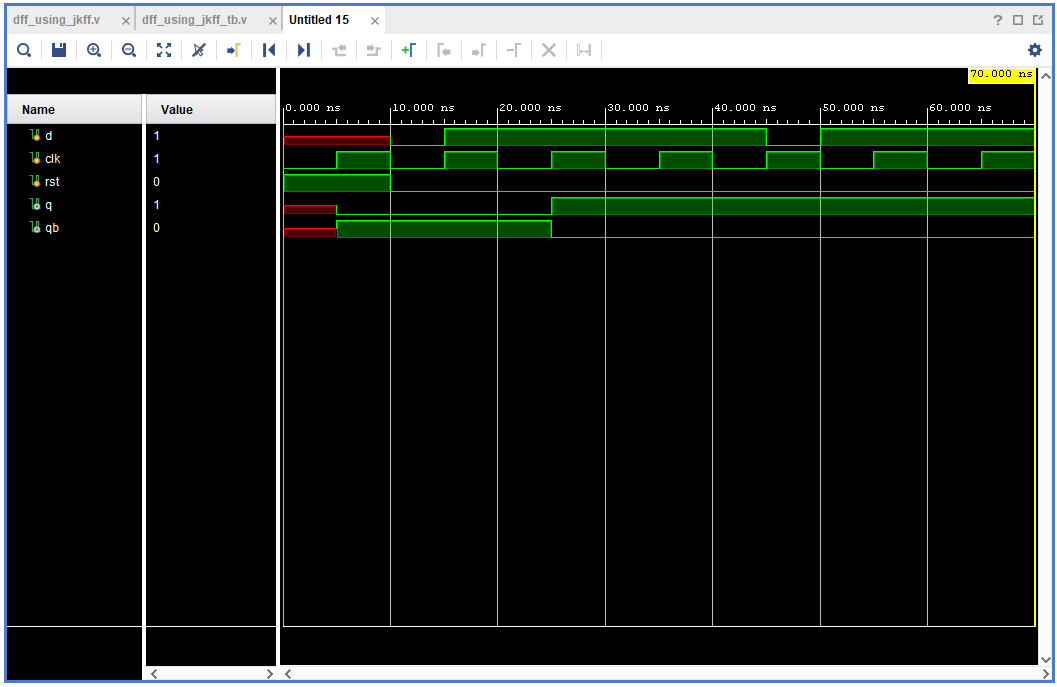 dff_using_jkff.v × dff_using_jkff_tb.v × Untitled 15 ×
?
70.000 ns
Name Value
0.000 ns 10.000 ns 20.000 ns 30.000 ns 40.000 ns 50.000 ns 60.000 ns
d 1
clk 1
rst 0
q 1
qb 0